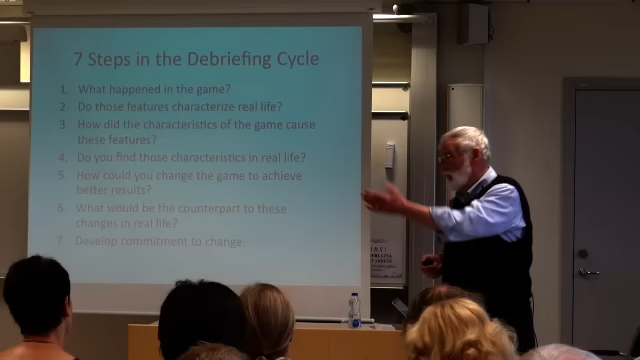 7 Steps in the Debriefing Cycle
1. What happened in the game?
2. Do those features characterize real life?
3. How did the characteristics of the game cause
these features?
4. Do you find those characteristics in real life?
5. How could you change the game to achieve
better results?
6. What would be the counterpart to these
changes in real life?
7. Develop commitment to change.